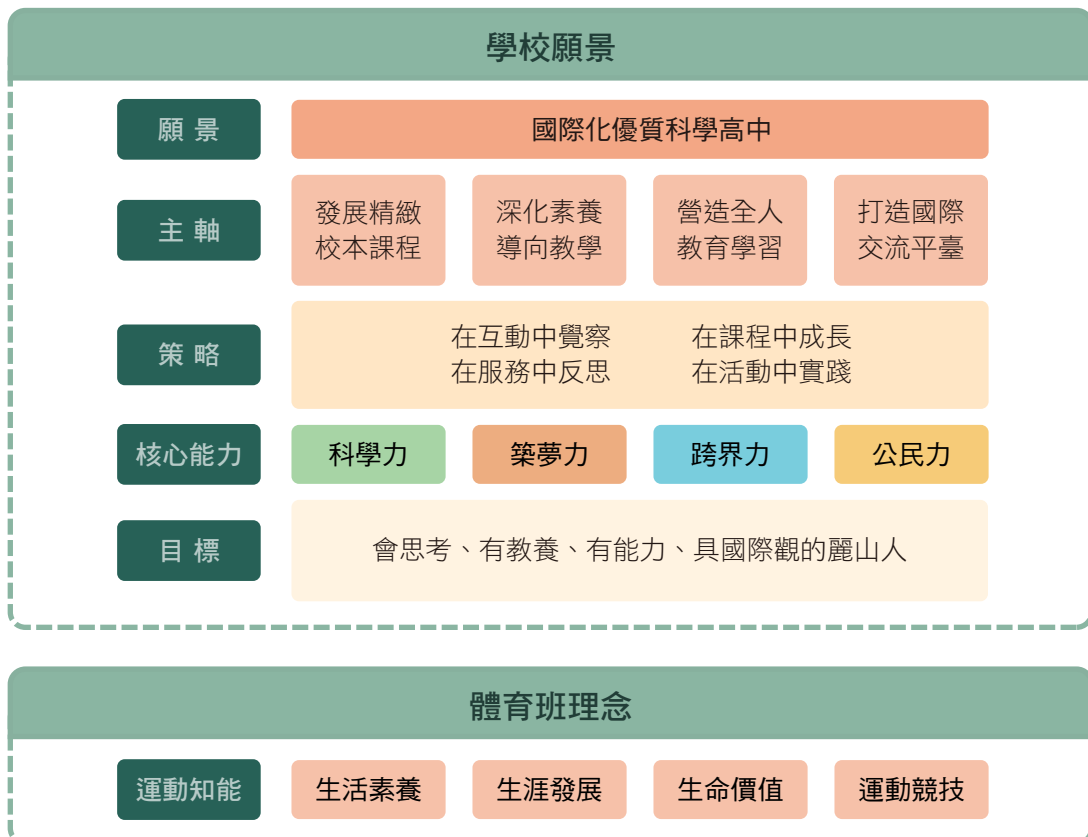 學校願景
願景
國際化優質科學高中
主軸
發展精緻
校本課程
深化素養
導向教學
營造全人
教育學習
打造國際
交流平臺
策略
在互動中覺察
在課程中成長
在服務中反思
在活動中實踐
核心能力
科學力
築夢力
跨界力
公民力
目標
會思考、有教養、有能力、具國際觀的麗山人
體育班理念
運動知能
生活素養
生涯發展
生命價值
運動競技